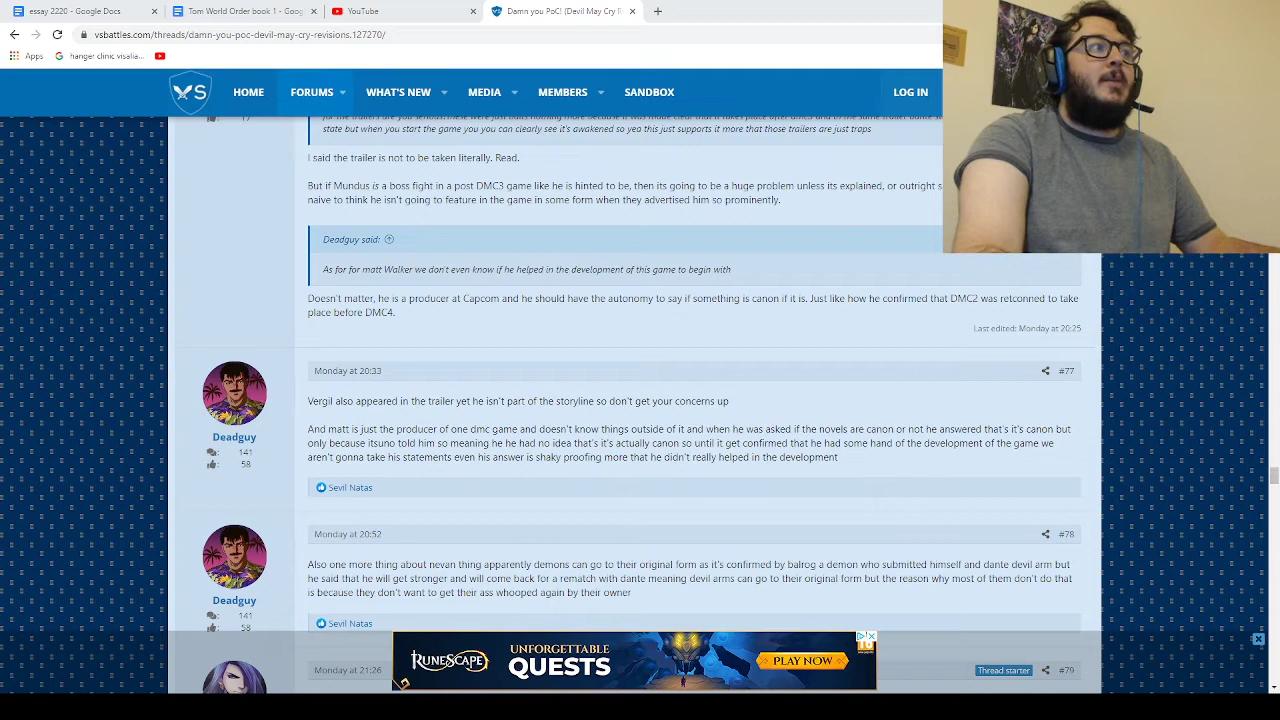 essay 2220 - Google Docs
Tom World Order book 1 - Goog
YouTube
Damn you PoC! (Devil May Cry R
vsbattles.com/threads/damn-you-poc-devil-may-cry-revisions.127270/
Apps
hanger clinic visalia...
VS
HOME
FORUMS
WHAT'S NEW
MEDIA
MEMBERS
SANDBOX
LOG IN
17
state but when you start the game you you can clearly see it's awakened so yea this just supports it more that those trailers are just traps
I said the trailer is not to be taken literally. Read.
But if Mundus is a boss fight in a post DMC3 game like he is hinted to be, then its going to be a huge problem unless its explained, or outright s
naive to think he isn't going to feature in the game in some form when they advertised him so prominently.
Deadguy said:
As for for matt Walker we don't even know if he helped in the development of this game to begin with
Doesn't matter, he is a producer at Capcom and he should have the autonomy to say if something is canon if it is. Just like how he confirmed that DMC2 was retconned to take
place before DMC4.
Last edited: Monday at 20:25
Monday at 20:33
#77
Deadguy
141
58
Vergil also appeared in the trailer yet he isn't part of the storyline so don't get your concerns up
And matt is just the producer of one dmc game and doesn't know things outside of it and when he was asked if the novels are canon or not he answered that's it's canon but
only because itsuno told him so meaning he had no idea that's it's actually canon so until it get confirmed that he had some hand of the development of the game we
aren't gonna take his statements even his answer is shaky proofing more that he didn't really helped in the development
Sevil Natas
Monday at 20:52
#78
Deadguy
141
58
Also one more thing about novan that apparently demons can go to their original form and it's confirmed by balrog a demon who submitted himself and dante devil arm but
he said that he will get stronger and will get back for a rematch with dante meaning devil arms can go to their original form but the reason why most of them don't do that
is because they don't want to get their ass whooped again by their owner
Sevil Natas
Monday at 21:26
Thread starter
#79
RUNESCAPE
UNFORGETTABLE
QUESTS
PLAY NOW